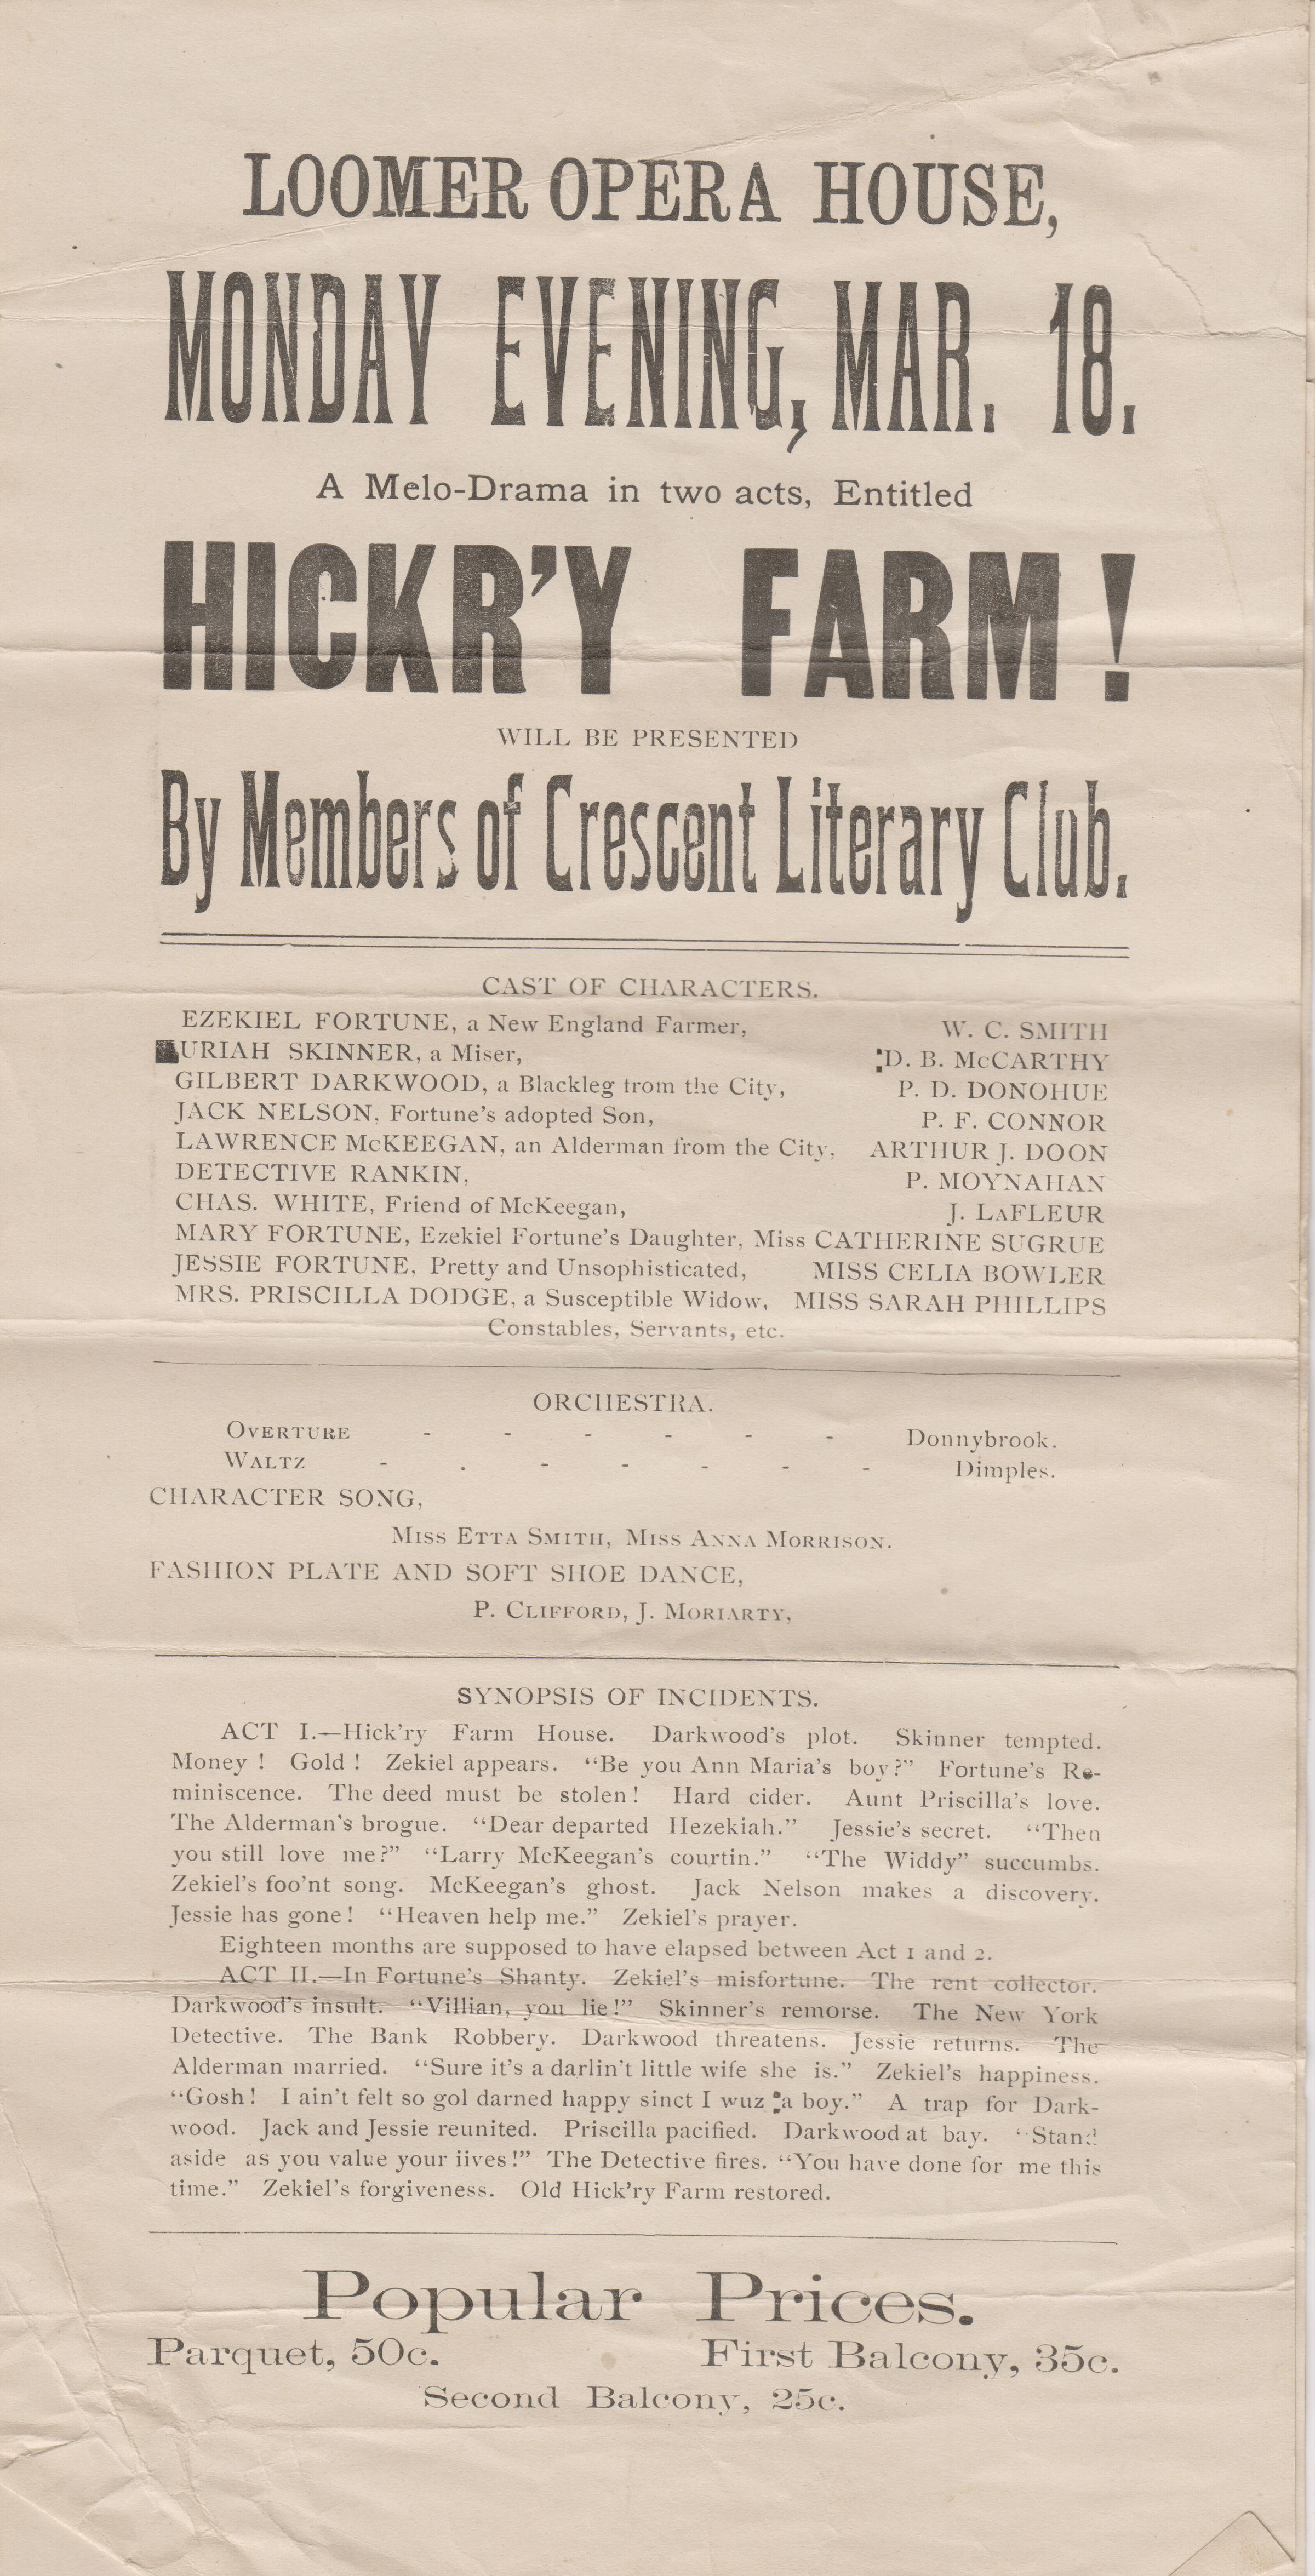 LOOMER OPERA HOUSE,
MONDAY EVENING, MAR. 18.
A Melo-Drama in two acts, Entitled
HICKR'Y FARM!
WILL BE PRESENTED
By Members of Crescent Literary Club.
CAST OF CHARACTERS.
EZEKIEL FORTUNE, a New England Farmer, W. C. SMITH
URIAH SKINNER, a Miser, D. B. McCARTHY
GILBERT DARKWOOD, a Blackleg from the City, P. D. DONOHUE
JACK NELSON, Fortune's adopted Son, P. F. CONNOR
LAWRENCE McKEEGAN, an Alderman from the City, ARTHUR J. DOON
DETECTIVE RANKIN, P. MOYNAHAN
CHAS. WHITE, Friend of McKeegan, J. LAFLEUR
MARY FORTUNE, Ezekiel Fortune's Daughter, Miss CATHERINE SUGRUE
JESSIE FORTUNE, Pretty and Unsophisticated, MISS CELIA BOWLER
MRS. PRISCILLA DODGE, a Susceptible Widow, MISS SARAH PHILLIPS
Constables, Servants, etc.
ORCHESTRA.
OVERTURE - - - - - - Donnybrook.
WALTZ - . - - - - - Dimples.
CHARACTER SONG,
MISS ETTA SMITH, MISS ANNA MORRISON.
FASHION PLATE AND SOFT SHOE DANCE,
P. CLIFFORD, J. MORIARTY,
SYNOPSIS OF INCIDENTS.
ACT I.—Hick'ry Farm House. Darkwood's plot. Skinner tempted.
Money! Gold! Zekiel appears. "Be you Ann Maria's boy?" Fortune's Re-
miniscence. The deed must be stolen! Hard cider. Aunt Priscilla's love.
The Alderman's brogue. "Dear departed Hezekiah." Jessie's secret. "Then
you still love me?" "Larry McKeegan's courtin." "The Widdy" succumbs.
Zekiel's foo'nt song. McKeegan's ghost. Jack Nelson makes a discovery.
Jessie has gone! "Heaven help me." Zekiel's prayer.
Eighteen months are supposed to have elapsed between Act 1 and 2.
ACT II.—In Fortune's Shanty. Zekiel's misfortune. The rent collector.
Darkwood's insult. "Villian, you lie!" Skinner's remorse. The New York
Detective. The Bank Robbery. Darkwood threatens. Jessie returns. The
Alderman married. "Sure it's a darlin't little wife she is." Zekiel's happiness.
"Gosh! I ain't felt so gol darned happy sinct I wuz a boy." A trap for Dark-
wood. Jack and Jessie reunited. Priscilla pacified. Darkwood at bay. "Stand
aside as you value your iives!" The Detective fires. "You have done for me this
time." Zekiel's forgiveness. Old Hick'ry Farm restored.
Popular Prices.
Parquet, 50c. First Balcony, 35c.
Second Balcony, 25c.